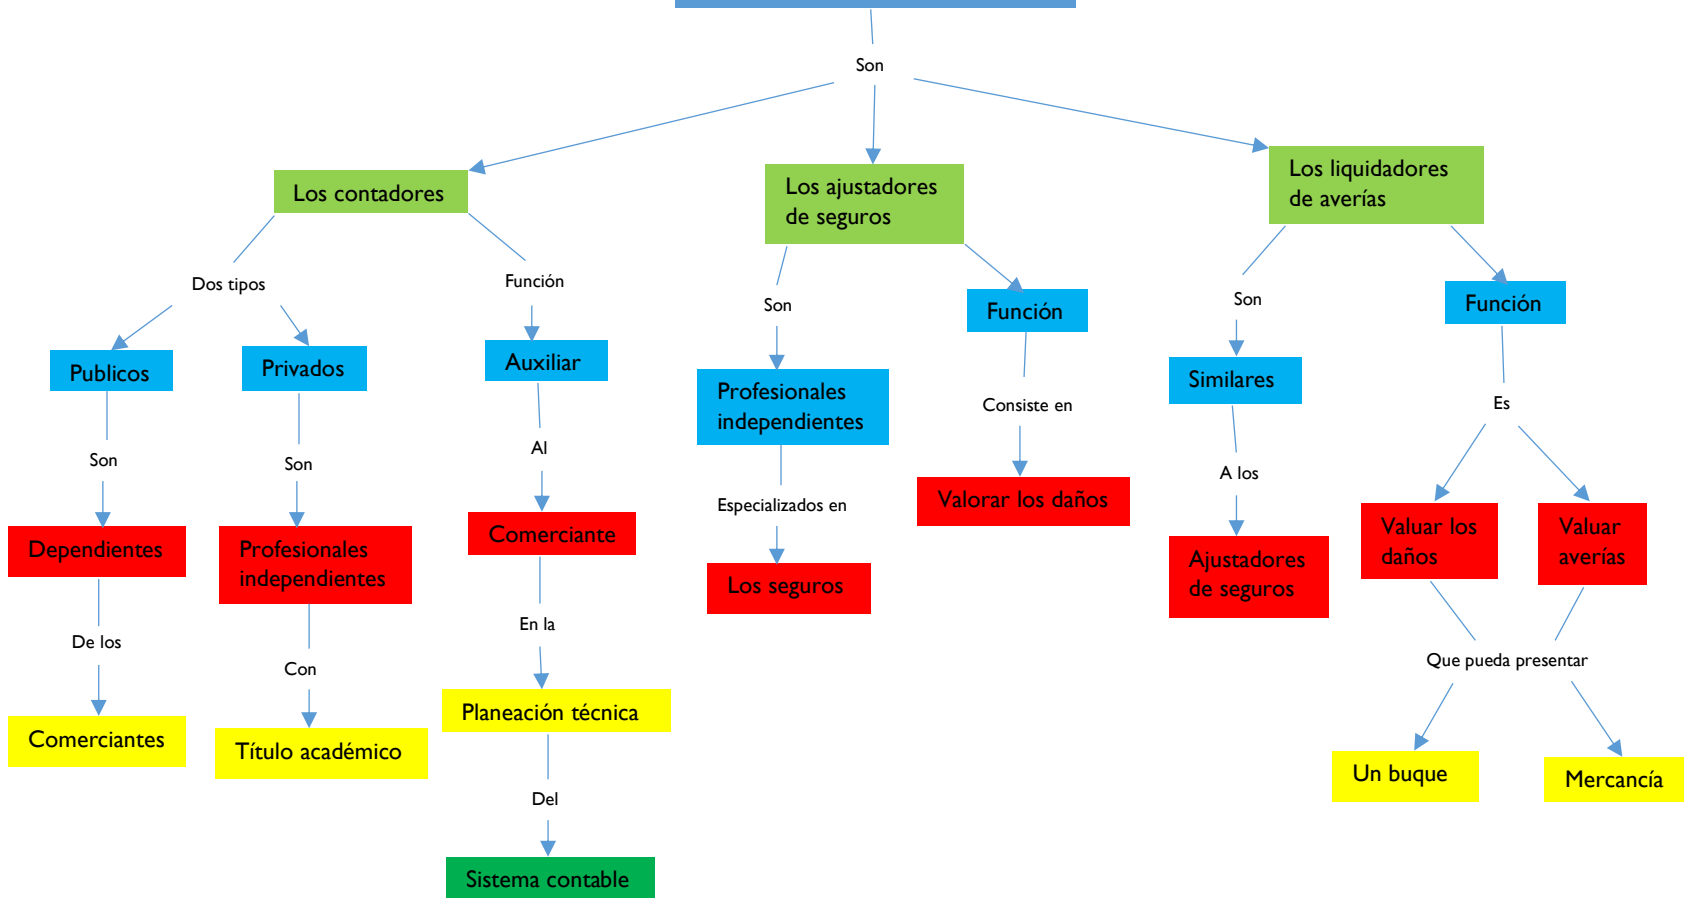 Son
Los contadores
Los ajustadores
de seguros
Los liquidadores
de averías
Dos tipos
Función
Son
Función
Son
Función
Publicos
Privados
Auxiliar
Profesionales
independientes
Consiste en
Similares
Es
Son
Son
Al
Especializados en
Valorar los daños
A los
Valuar los
daños
Valuar
averías
Dependientes
Profesionales
independientes
Comerciante
Los seguros
Ajustadores
de seguros
De los
Con
En la
Que pueda presentar
Comerciantes
Título académico
Planeación técnica
Un buque
Mercancía
Del
Sistema contable